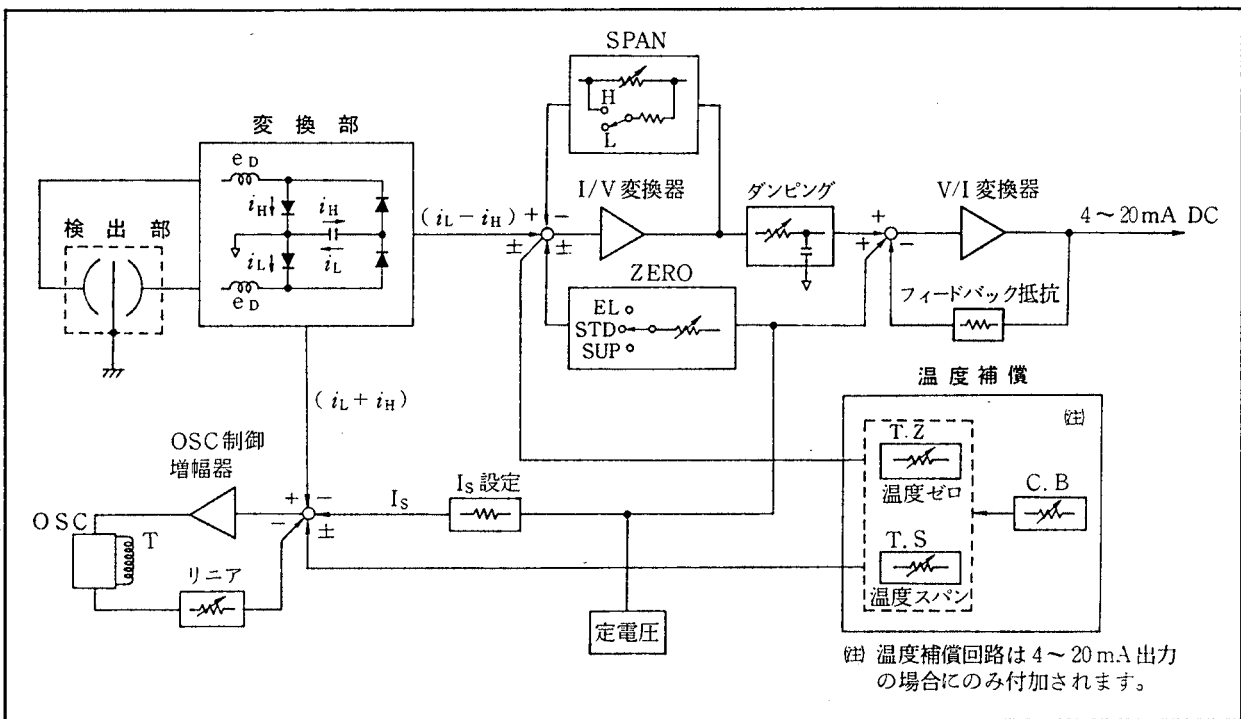 SPAN
H
L
変換部
e D
i H
i H
i L
i L
e D
検出部
(i L − i H)
+
−
±
±
I/V 変換器
ダンピング
V/I 変換器
4～20mA DC
+
+
−
フィードバック抵抗
ZERO
EL
STD
SUP
(i L + i H)
温度補償
(注)
T.Z
温度ゼロ
C.B
T.S
温度スパン
OSC制御
増幅器
OSC
T
リニア
+
−
−
±
I S
I S 設定
定電圧
(注) 温度補償回路は4～20mA出力
の場合にのみ付加されます。